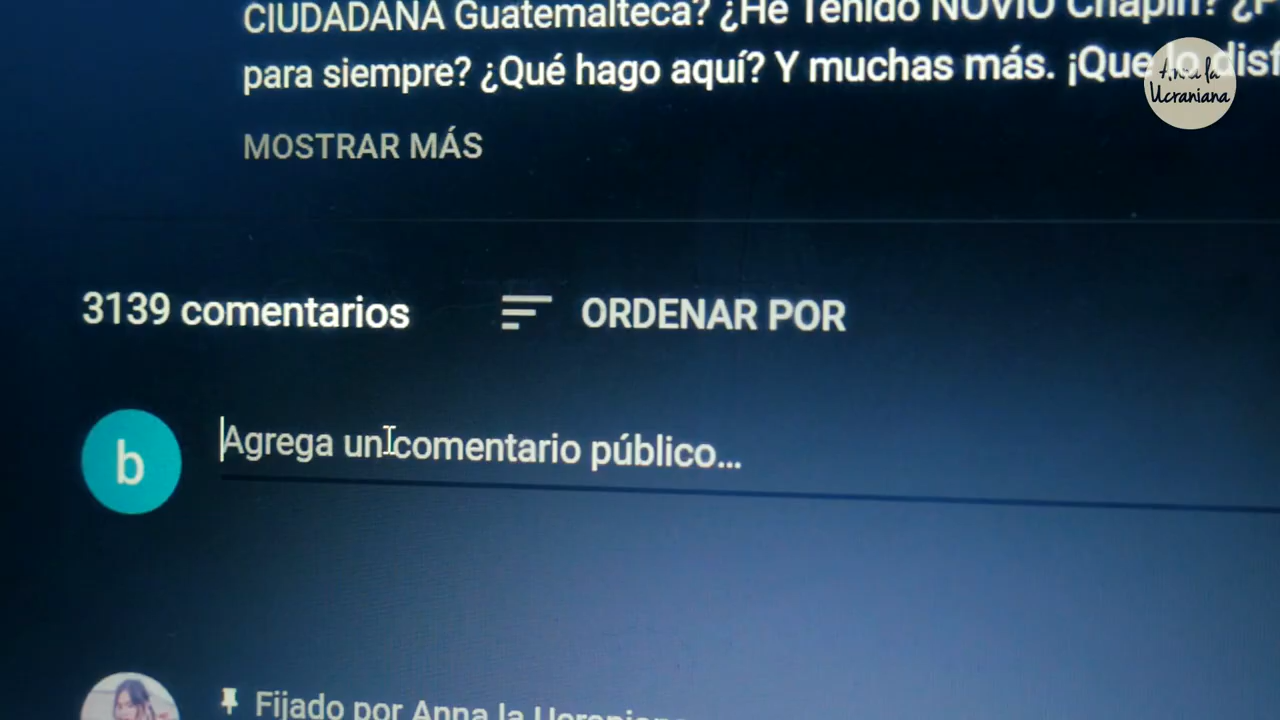 CIUDADANA Guatemalteca? ¿He Tenido NOVIO Chapín?
para siempre? ¿Qué hago aquí? Y muchas más. ¡Que lo disf
Anna la
Ucraniana
MOSTRAR MÁS
3139 comentarios ORDENAR POR
b
Agrega un comentario público...
Fijado por Anna la Ucraniana